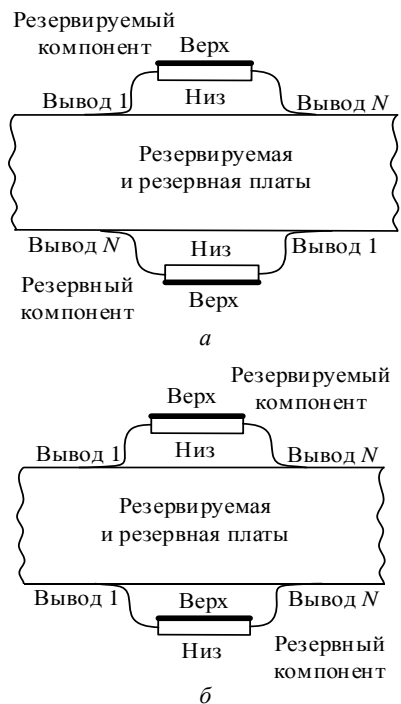 Резервируемый
компонент
Верх
Вывод 1
Низ
Вывод N
Резервируемая
и резервная платы
Вывод N
Низ
Вывод 1
Резервный
компонент
Верх
а
Резервируемый
компонент
Верх
Вывод 1
Низ
Вывод N
Резервируемая
и резервная платы
Вывод 1
Верх
Вывод N
Низ
Резервный
компонент
б